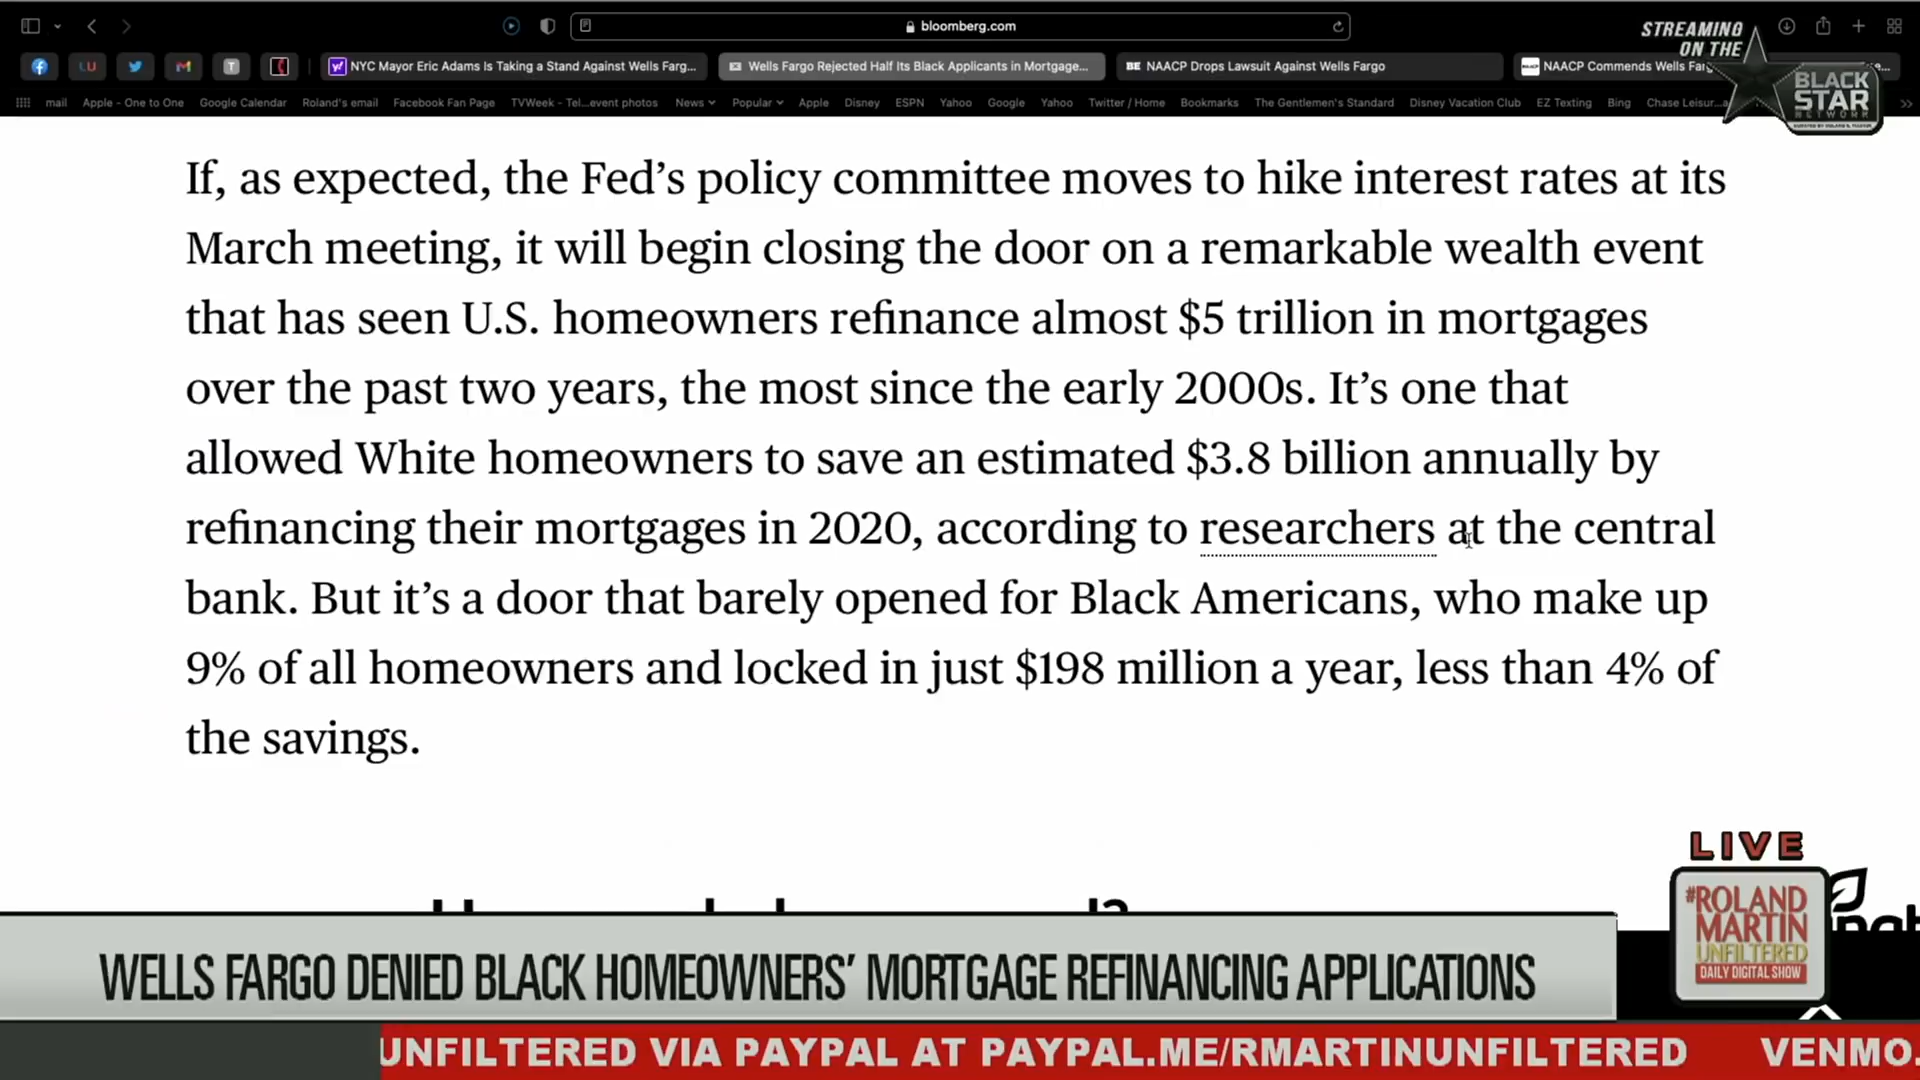 bloomberg.com
STREAMING
ON THE
BLACK
STAR
NETWORK
LU
T
NYC Mayor Eric Adams Is Taking a Stand Against Wells Farg...
Wells Fargo Rejected Half Its Black Applicants in Mortgage...
BE NAACP Drops Lawsuit Against Wells Fargo
NAACP Commends Wells Far
mail Apple - One to One Google Calendar Roland's email Facebook Fan Page TVWeek - Tel...event photos News Popular Apple Disney ESPN Yahoo Google Yahoo Twitter / Home Bookmarks The Gentlemen's Standard Disney Vacation Club EZ Texting Bing Chase Leisur...
If, as expected, the Fed’s policy committee moves to hike interest rates at its
March meeting, it will begin closing the door on a remarkable wealth event
that has seen U.S. homeowners refinance almost $5 trillion in mortgages
over the past two years, the most since the early 2000s. It’s one that
allowed White homeowners to save an estimated $3.8 billion annually by
refinancing their mortgages in 2020, according to researchers at the central
bank. But it’s a door that barely opened for Black Americans, who make up
9% of all homeowners and locked in just $198 million a year, less than 4% of
the savings.
LIVE
#ROLAND
MARTIN
UNFILTERED
DAILY DIGITAL SHOW
WELLS FARGO DENIED BLACK HOMEOWNERS’ MORTGAGE REFINANCING APPLICATIONS
UNFILTERED VIA PAYPAL AT PAYPAL.ME/RMARTINUNFILTERED VENMO.